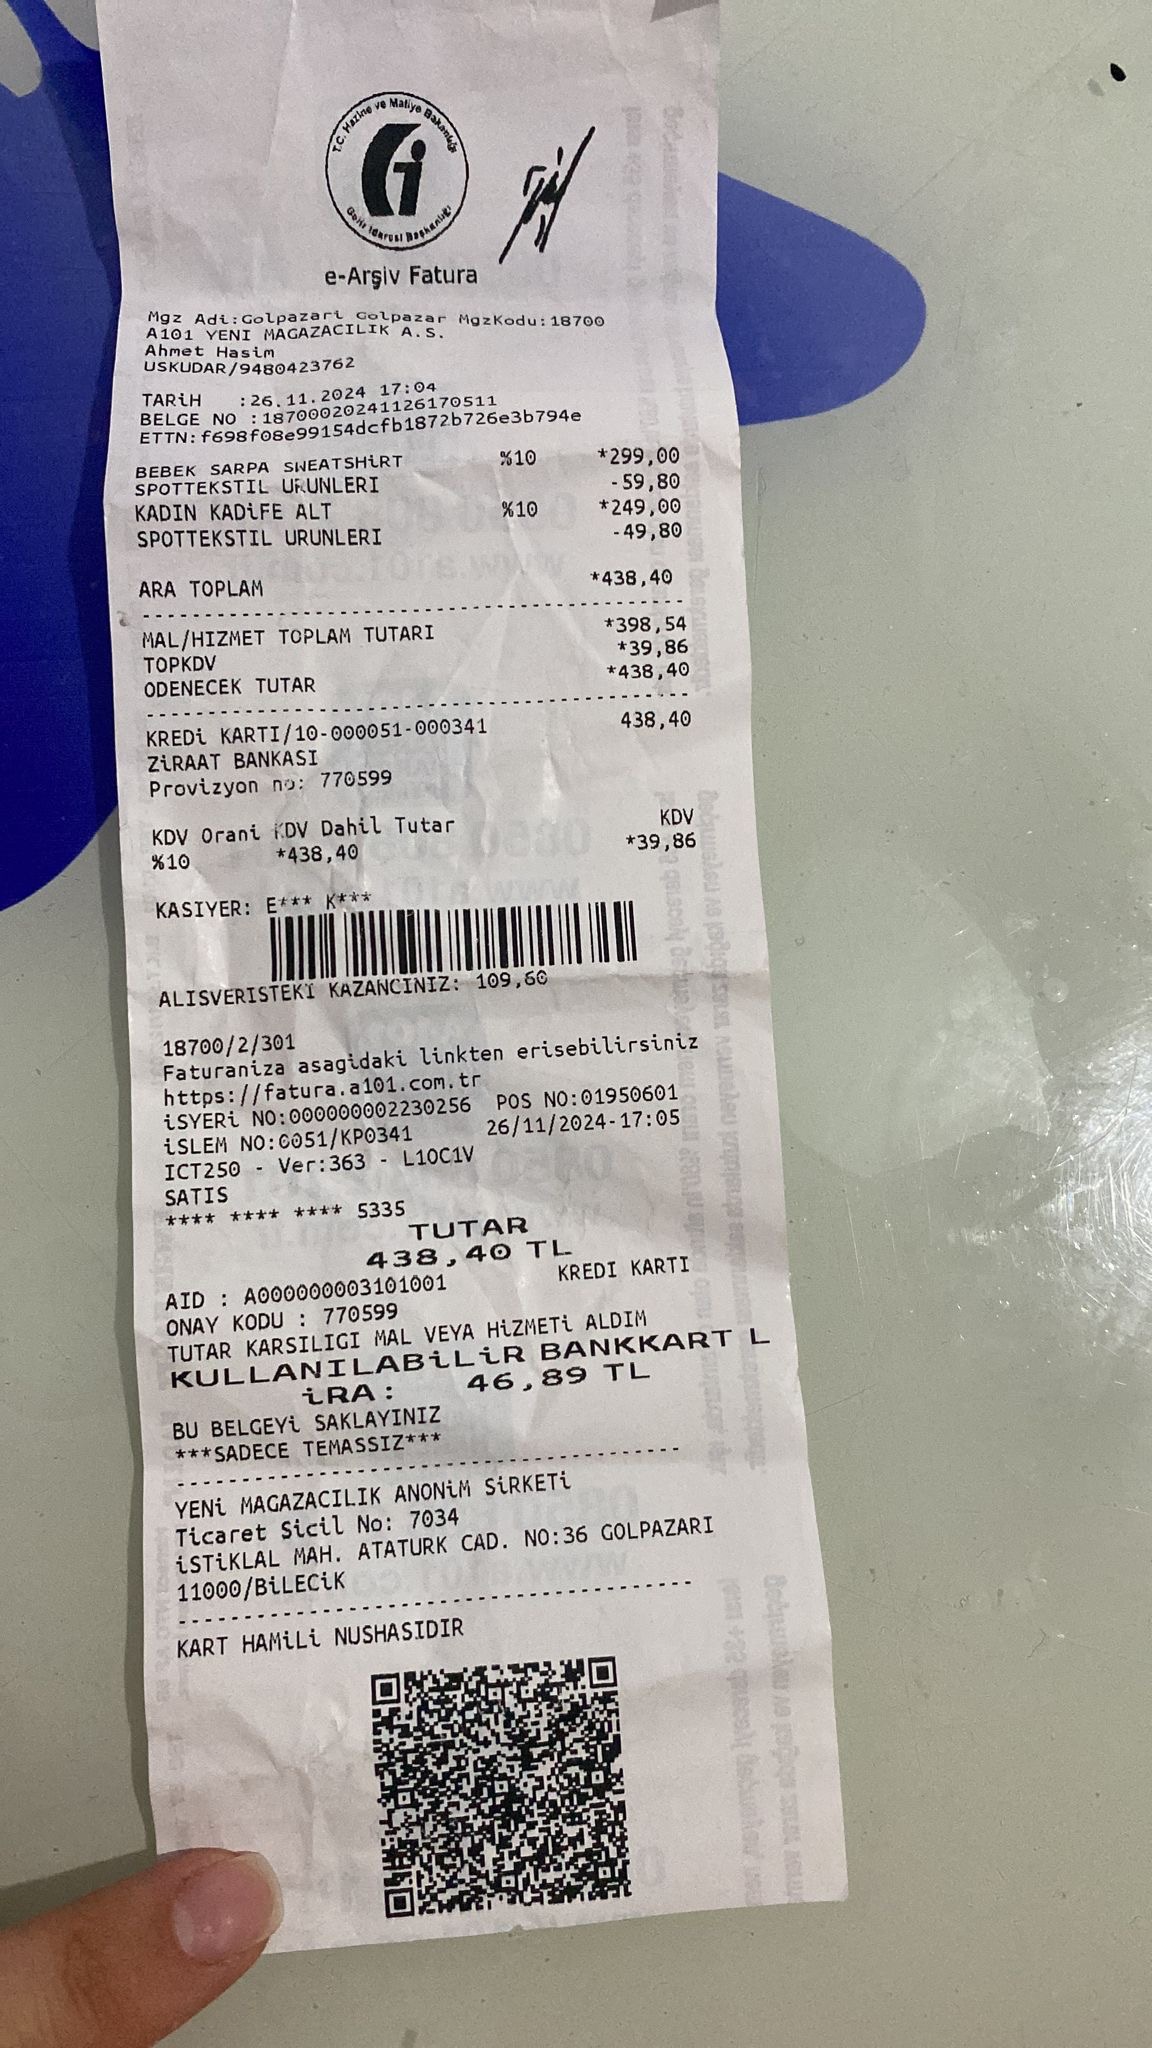 T.C. Hazine ve Maliye Bakanlığı
Gelir İdaresi Başkanlığı
e-Arşiv Fatura
Mgz Adi:Golpazari Golpazar MgzKodu:18700
A101 YENI MAGAZACILIK A.S.
Ahmet Hasim
USKUDAR/9480423762
TARiH :26.11.2024 17:04
BELGE NO :1870002024112617​0511
ETTN:f698f08e99154dcfb1872b726e3b794e
BEBEK SARPA SWEATSHiRT %10 *299,00
SPOTTEKSTIL URUNLERI -59,80
KADIN KADiFE ALT %10 *249,00
SPOTTEKSTIL URUNLERI -49,80
ARA TOPLAM *438,40
MAL/HIZMET TOPLAM TUTARI *398,54
TOPKDV *39,86
ODENECEK TUTAR *438,40
KREDi KARTI/10-000051-000341 438,40
ZiRAAT BANKASI
Provizyon no: 770599
KDV Orani KDV Dahil Tutar KDV
%10 *438,40 *39,86
KASIYER: E*** K***
ALISVERISTEKI KAZANCINIZ: 109,60
18700/2/301
Faturaniza asagidaki linkten erisebilirsiniz
https://fatura.a101.com.tr
iSYERi NO:000000002230256 POS NO:01950601
iSLEM NO:0051/KP0341 26/11/2024-17:05
ICT250 - Ver:363 - L10C1V
SATIS
**** **** **** 5335
TUTAR
438,40 TL
KREDI KARTI
AID : A000000003101001
ONAY KODU : 770599
TUTAR KARSILIGI MAL VEYA HiZMETi ALDIM
KULLANILABiLiR BANKKART L
iRA: 46,89 TL
BU BELGEYi SAKLAYINIZ
***SADECE TEMASSIZ***
YENi MAGAZACILIK ANONiM SiRKETi
Ticaret Sicil No: 7034
iSTiKLAL MAH. ATATURK CAD. NO:36 GOLPAZARI
11000/BiLECiK
KART HAMiLi NUSHASIDIR